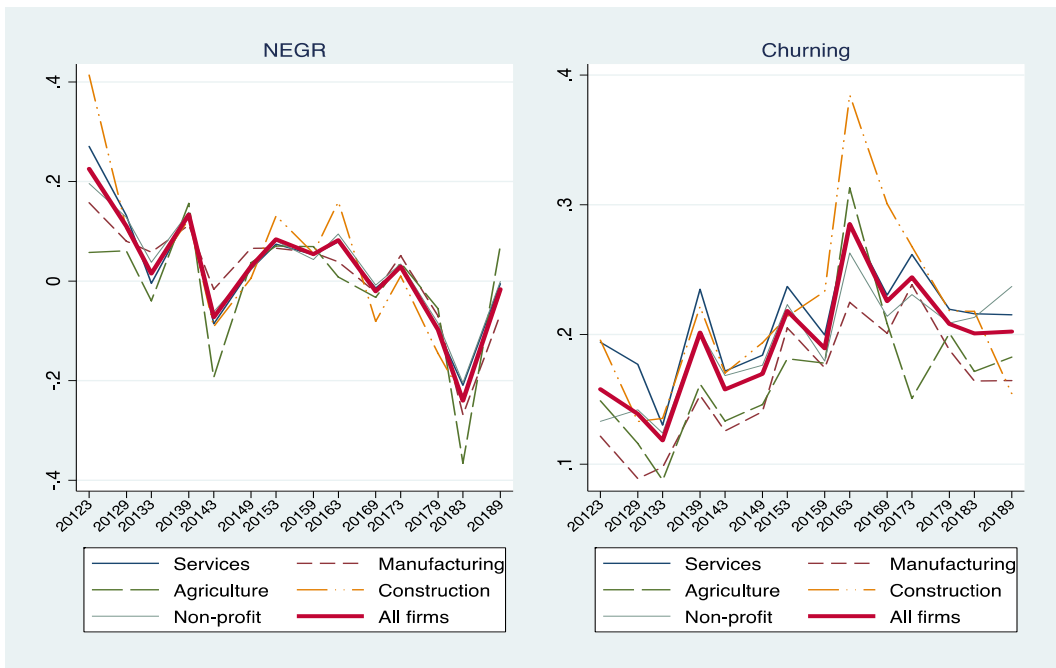 NEGR
.4
.2
0
-.2
-.4
20123 20129 20133 20139 20143 20149 20153 20159 20163 20169 20173 20179 20183 20189
Services Manufacturing
Agriculture Construction
Non-profit All firms
Churning
.4
.3
.2
.1
20123 20129 20133 20139 20143 20149 20153 20159 20163 20169 20173 20179 20183 20189
Services Manufacturing
Agriculture Construction
Non-profit All firms